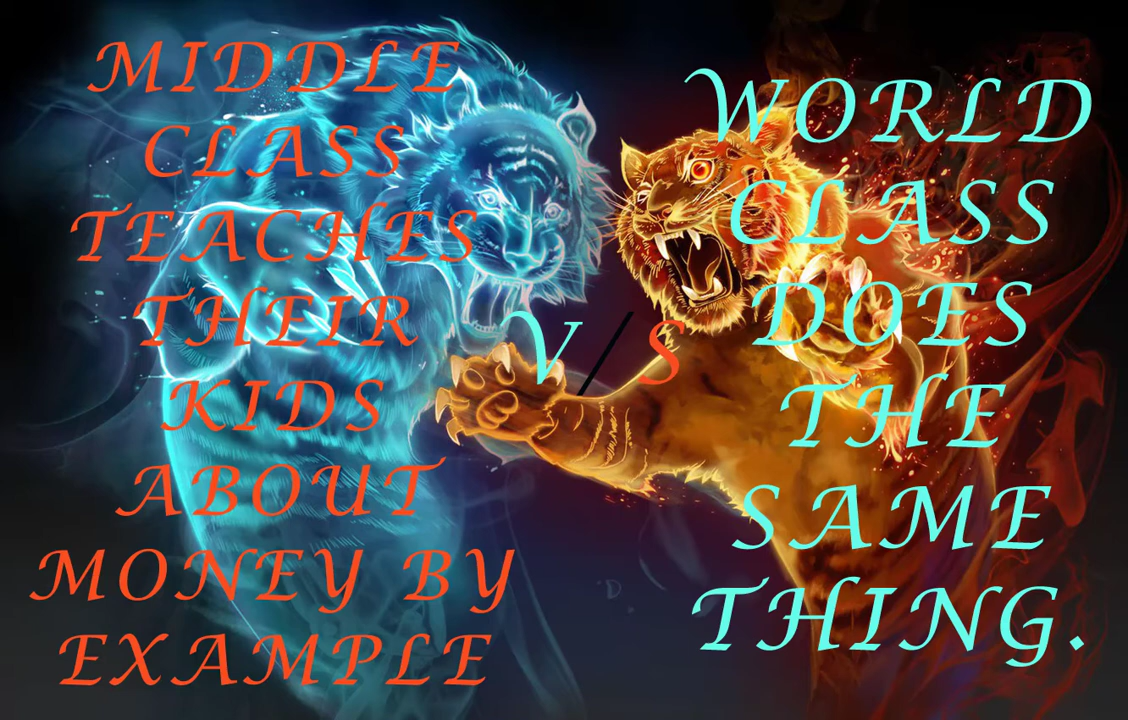 MIDDLE
CLASS
TEACHES
THEIR
KIDS
ABOUT
MONEY BY
EXAMPLE
V/S
WORLD
CLASS
DOES
THE
SAME
THING.